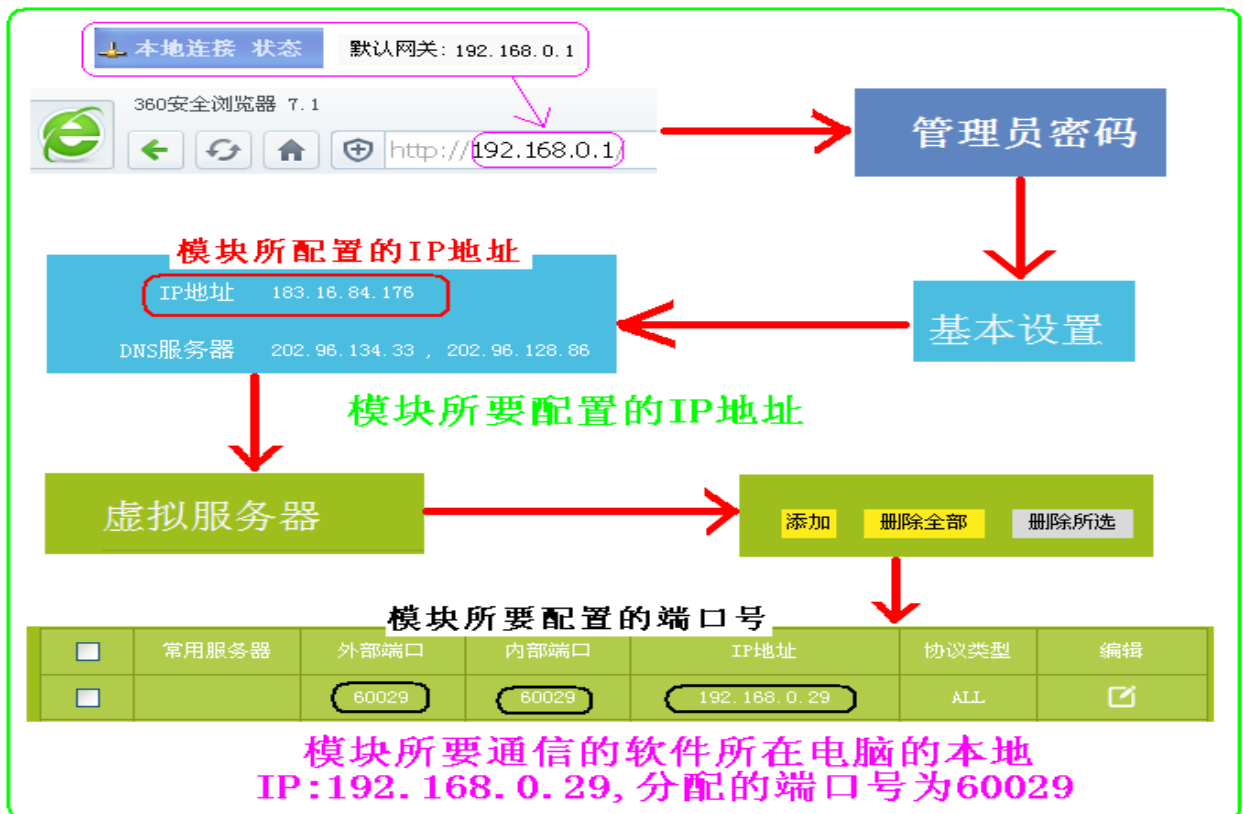 本地连接 状态
默认网关: 192.168.0.1
360安全浏览器 7.1
http://192.168.0.1/
管理员密码
模块所配置的IP地址
IP地址 183.16.84.176
DNS服务器 202.96.134.33 , 202.96.128.86
基本设置
模块所要配置的IP地址
虚拟服务器
添加 删除全部 删除所选
模块所要配置的端口号
常用服务器 外部端口 内部端口 IP地址 协议类型 编辑
60029 60029 192.168.0.29 ALL
模块所要通信的软件所在电脑的本地
IP:192.168.0.29,分配的端口号为60029